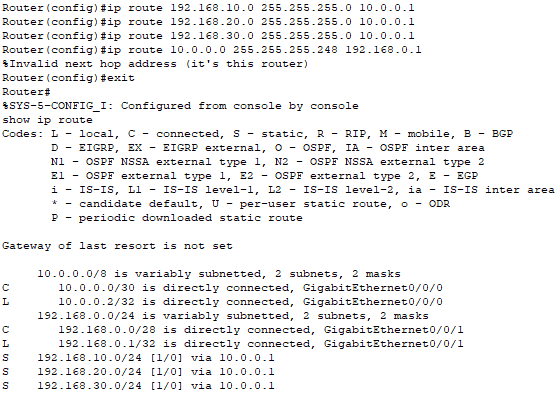 Router(config)#ip route 192.168.10.0 255.255.255.0 10.0.0.1
Router(config)#ip route 192.168.20.0 255.255.255.0 10.0.0.1
Router(config)#ip route 192.168.30.0 255.255.255.0 10.0.0.1
Router(config)#ip route 10.0.0.0 255.255.255.248 192.168.0.1
%Invalid next hop address (it's this router)
Router(config)#exit
Router#
%SYS-5-CONFIG_I: Configured from console by console
show ip route
Codes: L - local, C - connected, S - static, R - RIP, M - mobile, B - BGP
D - EIGRP, EX - EIGRP external, O - OSPF, IA - OSPF inter area
N1 - OSPF NSSA external type 1, N2 - OSPF NSSA external type 2
E1 - OSPF external type 1, E2 - OSPF external type 2, E - EGP
i - IS-IS, L1 - IS-IS level-1, L2 - IS-IS level-2, ia - IS-IS inter area
* - candidate default, U - per-user static route, o - ODR
P - periodic downloaded static route
Gateway of last resort is not set
10.0.0.0/8 is variably subnetted, 2 subnets, 2 masks
C 10.0.0.0/30 is directly connected, GigabitEthernet0/0/0
L 10.0.0.2/32 is directly connected, GigabitEthernet0/0/0
192.168.0.0/24 is variably subnetted, 2 subnets, 2 masks
C 192.168.0.0/28 is directly connected, GigabitEthernet0/0/1
L 192.168.0.1/32 is directly connected, GigabitEthernet0/0/1
S 192.168.10.0/24 [1/0] via 10.0.0.1
S 192.168.20.0/24 [1/0] via 10.0.0.1
S 192.168.30.0/24 [1/0] via 10.0.0.1